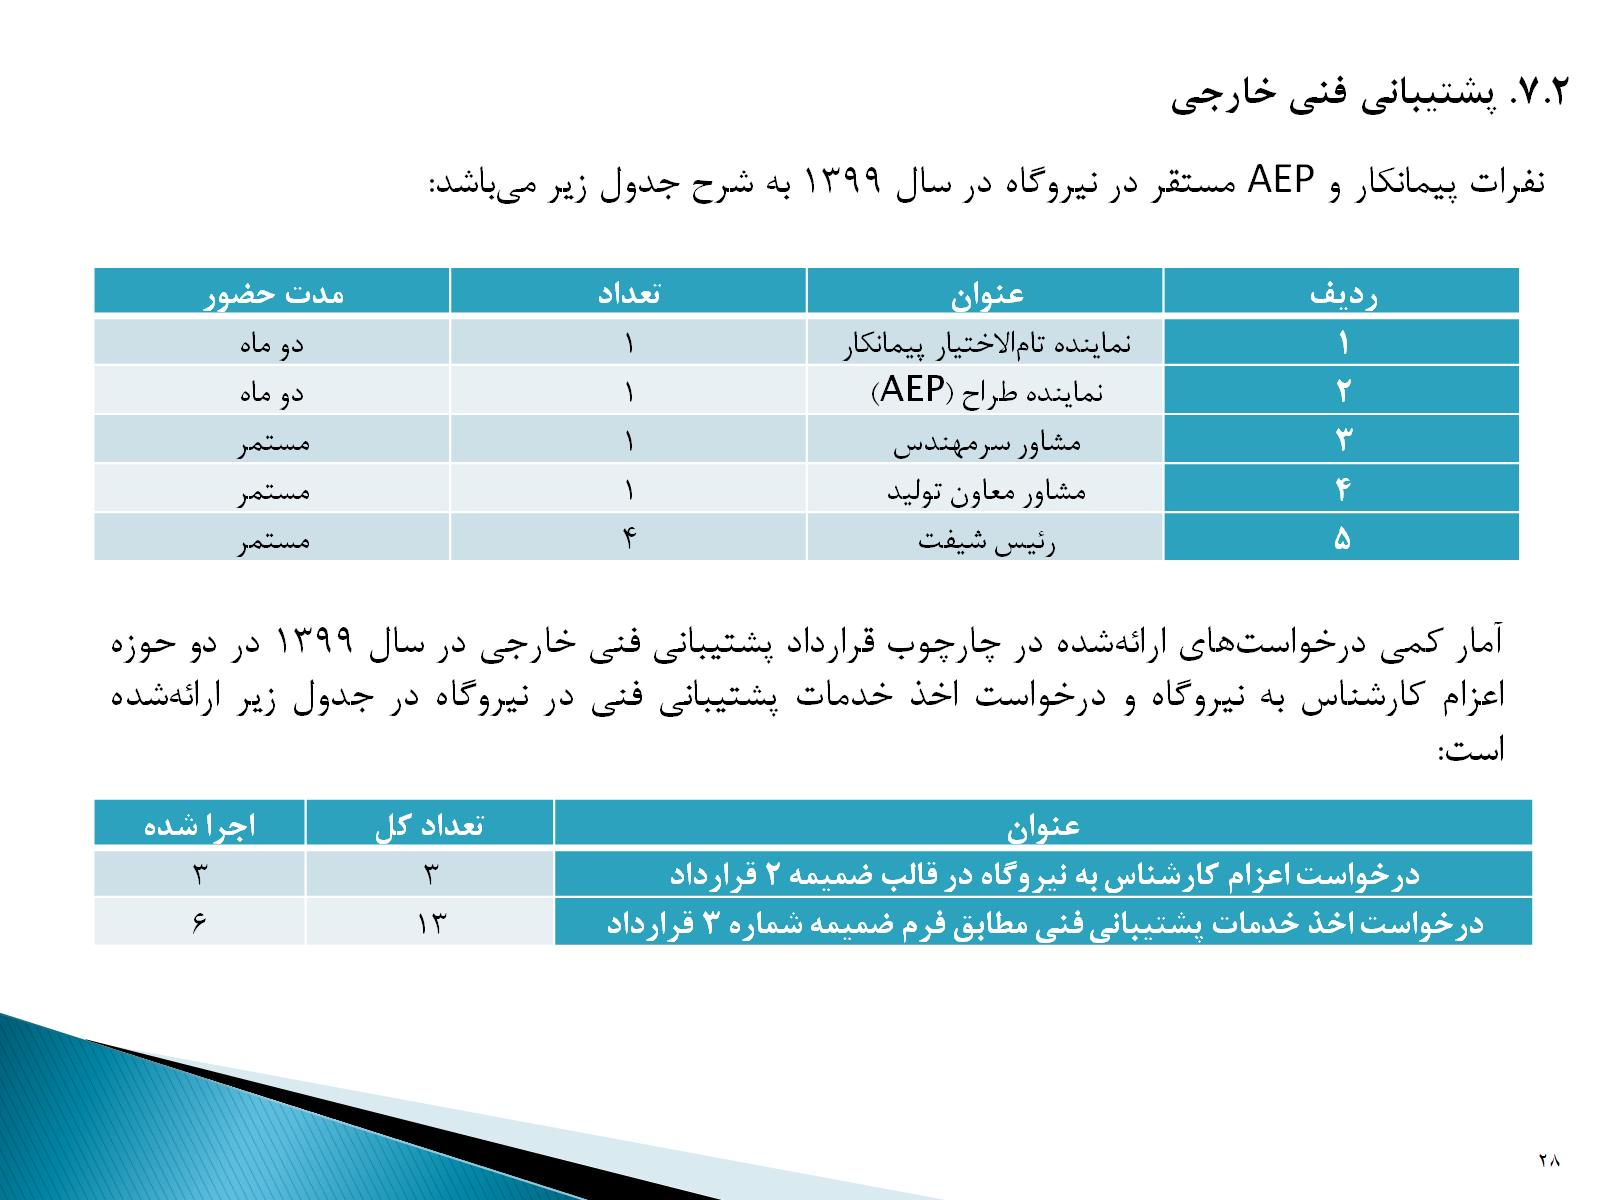 ۷.۲. پشتیبانی فنی خارجی
نفرات پیمانکار و AEP مستقر در نیروگاه در سال ۱۳۹۹ به شرح جدول زیر می‌باشد:
ردیف عنوان تعداد مدت حضور
۱ نماینده تام‌الاختیار پیمانکار ۱ دو ماه
۲ نماینده طراح (AEP) ۱ دو ماه
۳ مشاور سرمهندس ۱ مستمر
۴ مشاور معاون تولید ۱ مستمر
۵ رئیس شیفت ۴ مستمر
آمار کمی درخواست‌های ارائه‌شده در چارچوب قرارداد پشتیبانی فنی خارجی در سال ۱۳۹۹ در دو حوزه
اعزام کارشناس به نیروگاه و درخواست اخذ خدمات پشتیبانی فنی در نیروگاه در جدول زیر ارائه‌شده
است:
عنوان تعداد کل اجرا شده
درخواست اعزام کارشناس به نیروگاه در قالب ضمیمه ۲ قرارداد ۳ ۳
درخواست اخذ خدمات پشتیبانی فنی مطابق فرم ضمیمه شماره ۳ قرارداد ۱۳ ۶
۲۸